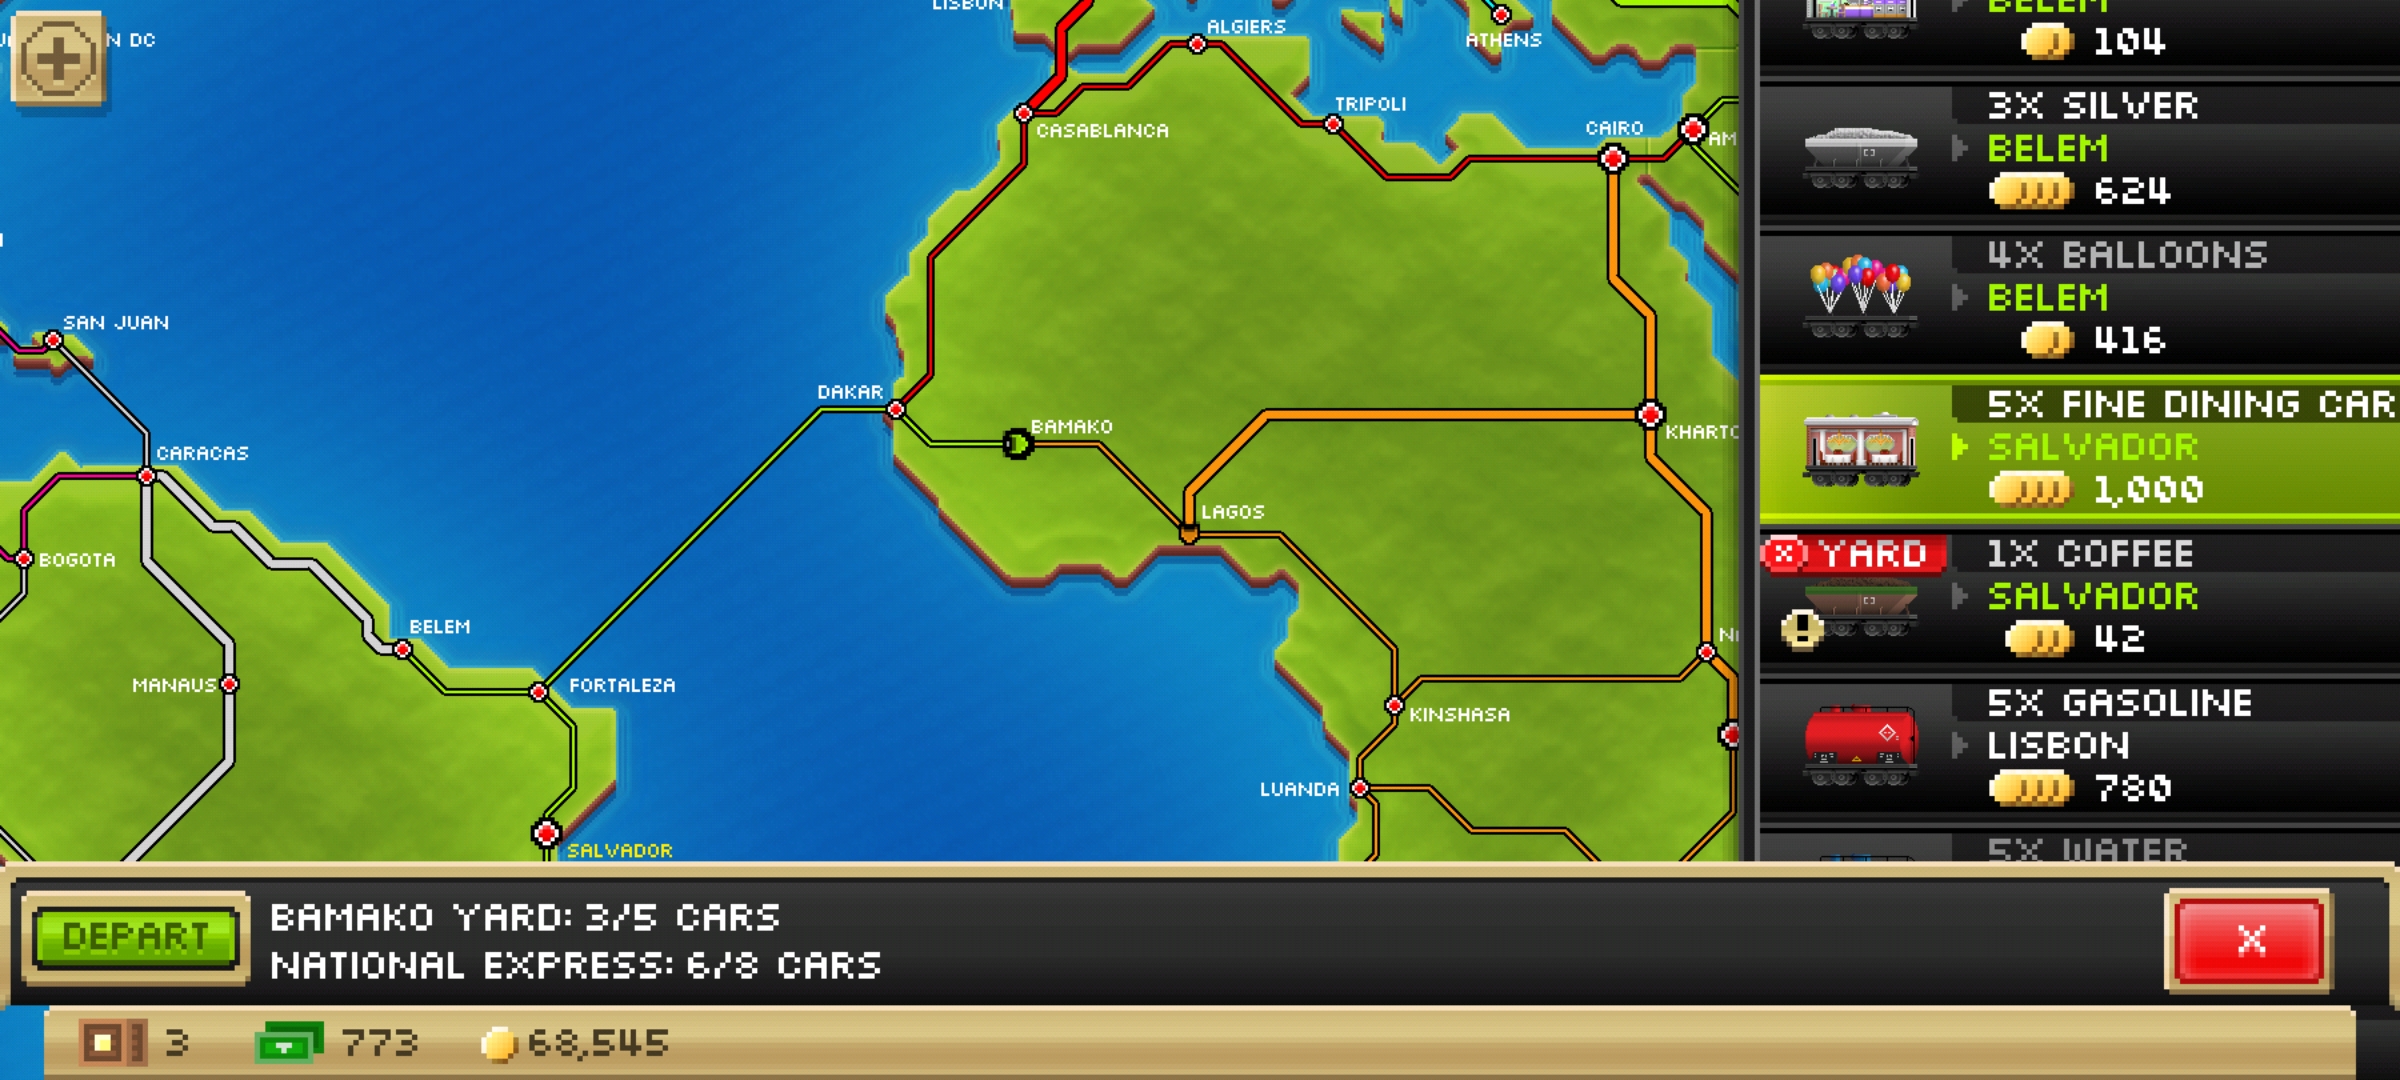 LISBON
N DC
ALGIERS
ATHENS
TRIPOLI
CAIRO
AM
CASABLANCA
SAN JUAN
DAKAR
BAMAKO
KHARTO
CARACAS
LAGOS
BOGOTA
BELEM
MANAUS
FORTALEZA
KINSHASA
LUANDA
SALVADOR
BELEM
104
3X SILVER
BELEM
624
4X BALLOONS
BELEM
416
5X FINE DINING CAR
SALVADOR
1,000
YARD
1X COFFEE
SALVADOR
42
5X GASOLINE
LISBON
780
5X WATER
DEPART
BAMAKO YARD: 3/5 CARS
NATIONAL EXPRESS: 6/8 CARS
X
3
773
68,545